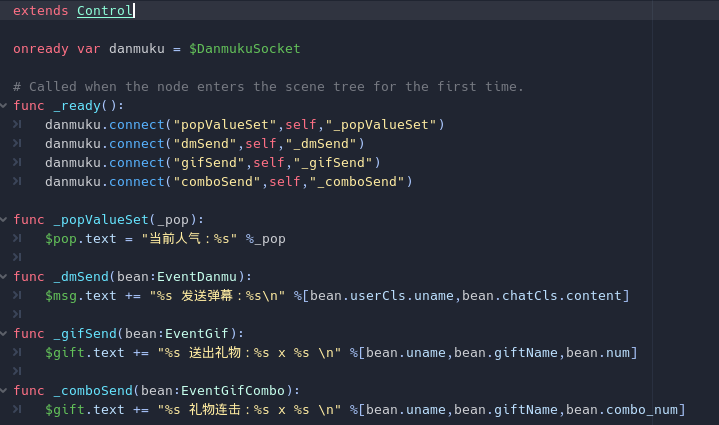 extends Control
onready var danmuku = $DanmukuSocket
# Called when the node enters the scene tree for the first time.
func _ready():
danmuku.connect("popValueSet",self,"_popValueSet")
danmuku.connect("dmSend",self,"_dmSend")
danmuku.connect("gifSend",self,"_gifSend")
danmuku.connect("comboSend",self,"_comboSend")
func _popValueSet(_pop):
$pop.text = "当前人气：%s" %_pop
func _dmSend(bean:EventDanmu):
$msg.text += "%s 发送弹幕：%s\n" %[bean.userCls.uname,bean.chatCls.content]
func _gifSend(bean:EventGif):
$gift.text += "%s 送出礼物：%s x %s \n" %[bean.uname,bean.giftName,bean.num]
func _comboSend(bean:EventGifCombo):
$gift.text += "%s 礼物连击：%s x %s \n" %[bean.uname,bean.giftName,bean.combo_num]